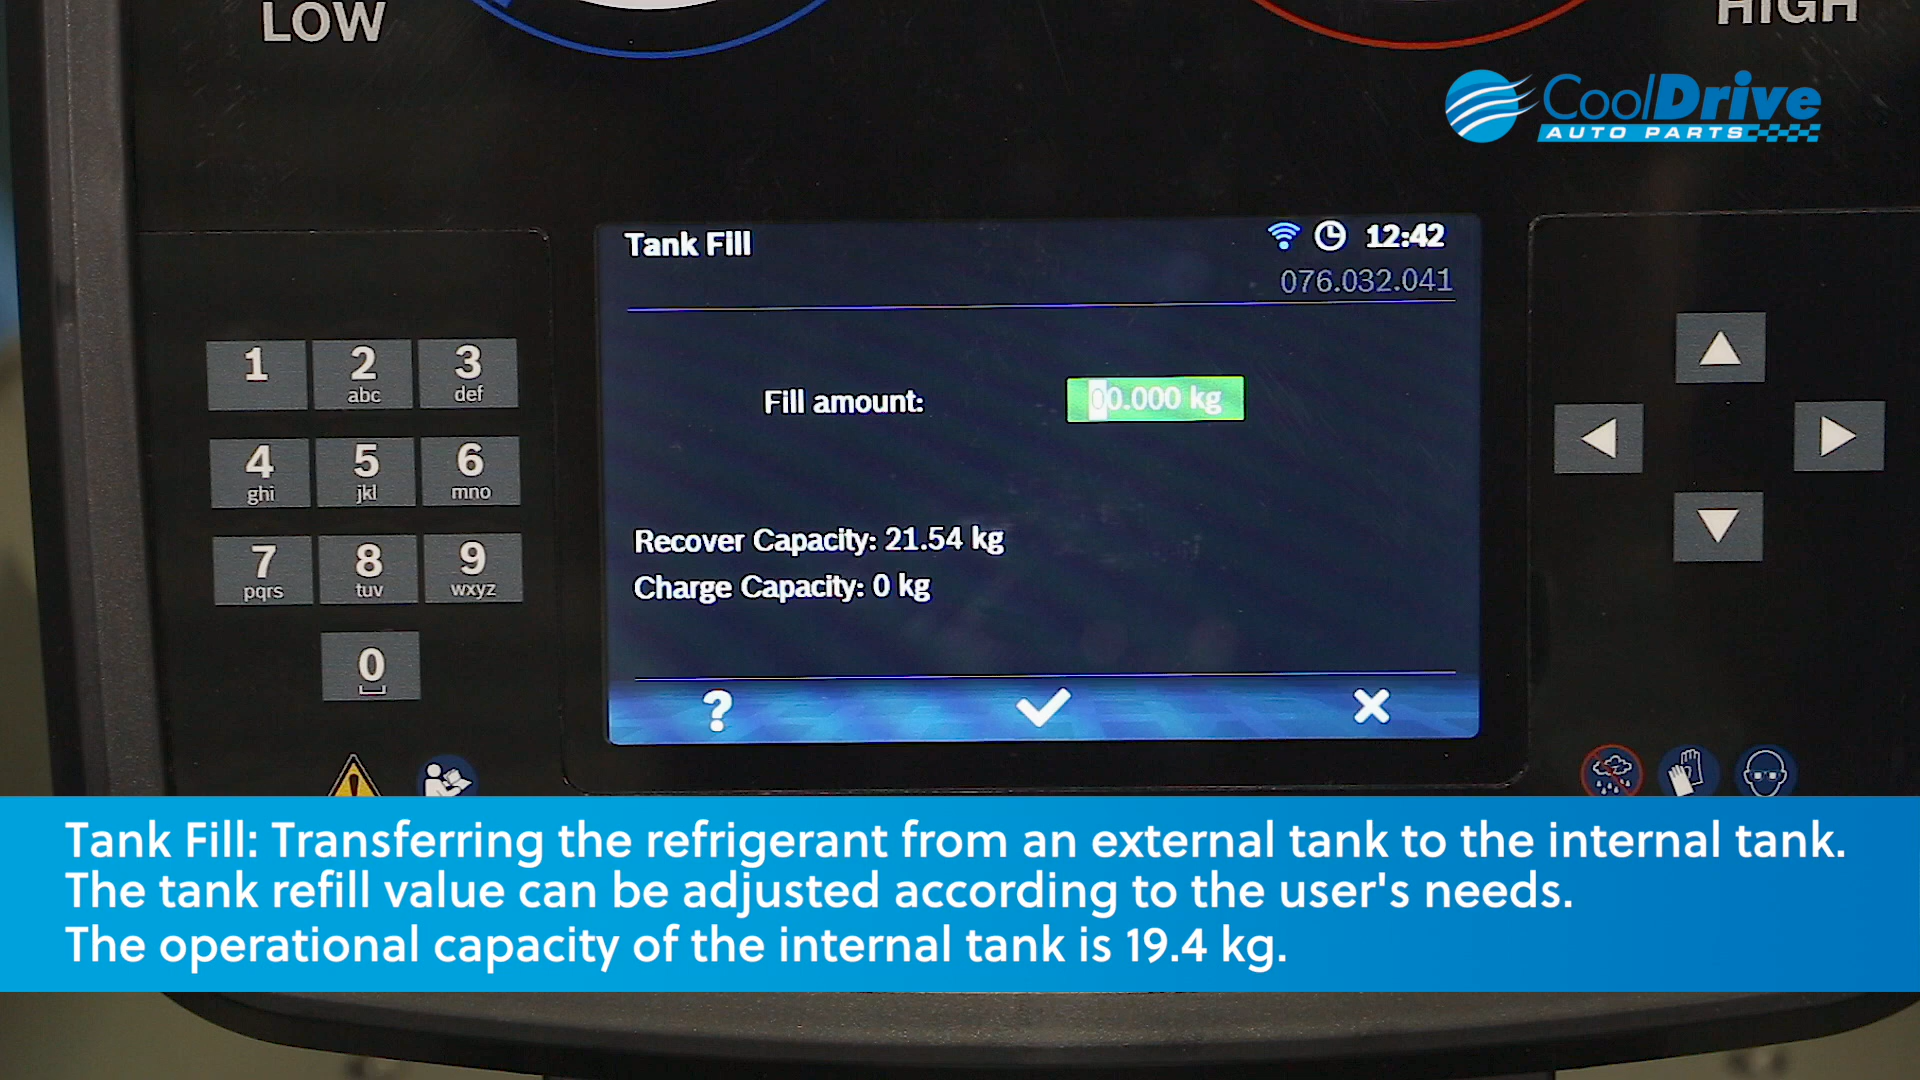 LOW
HIGH
CoolDrive
AUTO PARTS
Tank Fill
12:42
076.032.041
Fill amount:
00.000 kg
Recover Capacity: 21.54 kg
Charge Capacity: 0 kg
?
1
2
abc
3
def
4
ghi
5
jkl
6
mno
7
pqrs
8
tuv
9
wxyz
0
Tank Fill: Transferring the refrigerant from an external tank to the internal tank.
The tank refill value can be adjusted according to the user's needs.
The operational capacity of the internal tank is 19.4 kg.